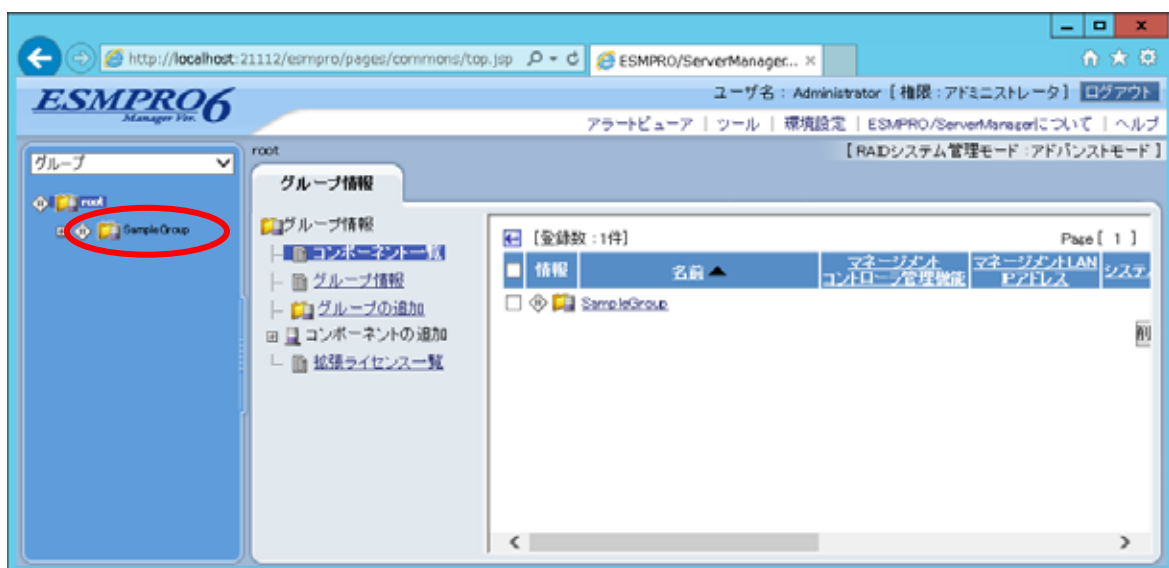 http://localhost:21112/esmpro/pages/commons/top.jsp
ESMPRO/ServerManager... ×
ESMPRO6
Manager Ver.
ユーザ名 : Administrator [ 権限 : アドミニストレータ ] ログアウト
アラートビューア | ツール | 環境設定 | ESMPRO/ServerManagerについて | ヘルプ
グループ
root
SampleGroup
root
【 RAIDシステム管理モード : アドバンストモード 】
グループ情報
グループ情報
コンポーネント一覧
グループ情報
グループの追加
コンポーネントの追加
拡張ライセンス一覧
[登録数 : 1件]
Page [ 1 ]
情報
名前▲
マネージメント
コントローラ管理機能
マネージメントLAN
IPアドレス
システ
SampleGroup
削